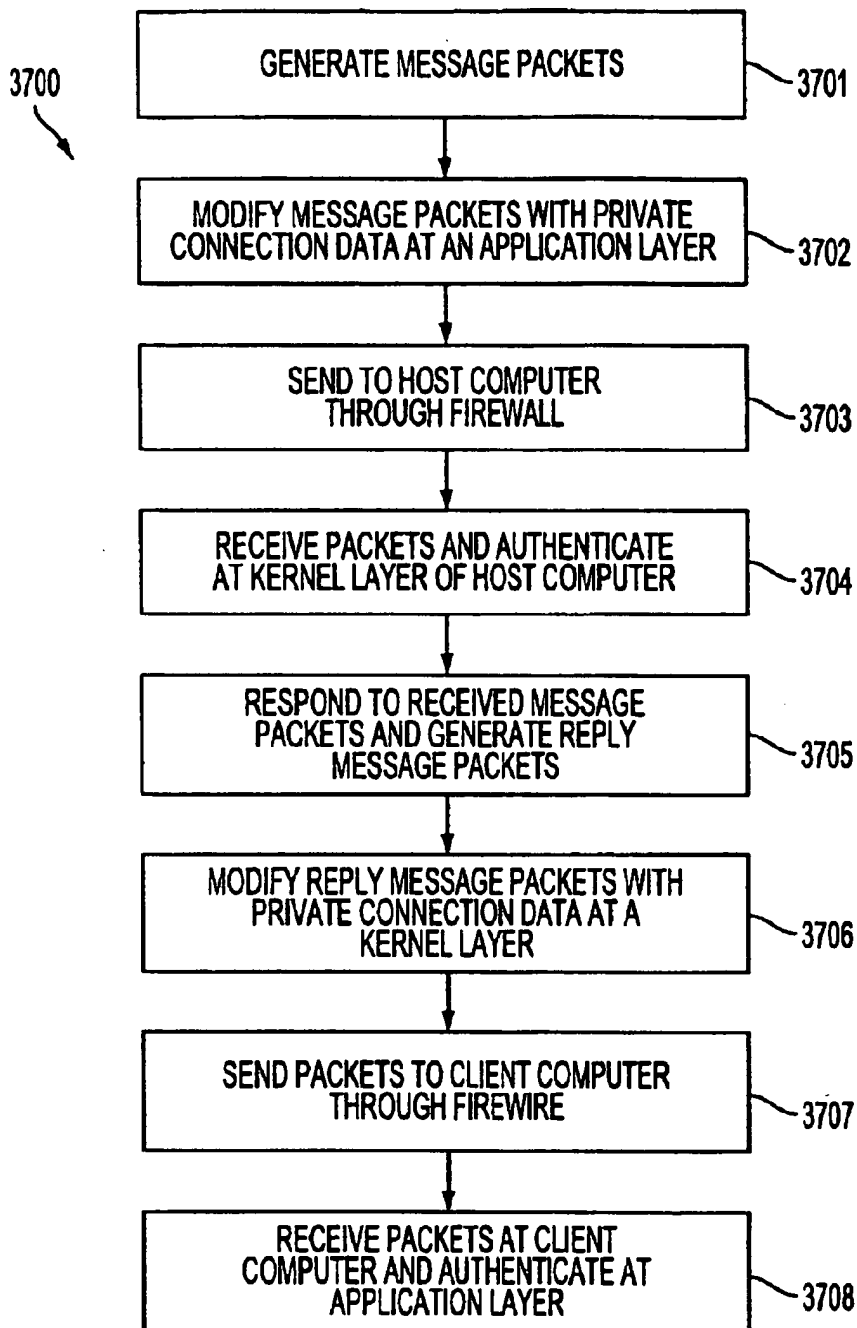 3700
GENERATE MESSAGE PACKETS
3701
MODIFY MESSAGE PACKETS WITH PRIVATE
CONNECTION DATA AT AN APPLICATION LAYER
3702
SEND TO HOST COMPUTER
THROUGH FIREWALL
3703
RECEIVE PACKETS AND AUTHENTICATE
AT KERNEL LAYER OF HOST COMPUTER
3704
RESPOND TO RECEIVED MESSAGE
PACKETS AND GENERATE REPLY
MESSAGE PACKETS
3705
MODIFY REPLY MESSAGE PACKETS WITH
PRIVATE CONNECTION DATA AT A
KERNEL LAYER
3706
SEND PACKETS TO CLIENT COMPUTER
THROUGH FIREWIRE
3707
RECEIVE PACKETS AT CLIENT
COMPUTER AND AUTHENTICATE AT
APPLICATION LAYER
3708